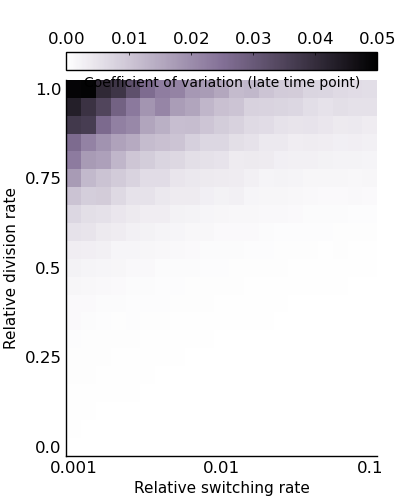 0.00 0.01 0.02 0.03 0.04 0.05
Coefficient of variation (late time point)
1.0
0.75
0.5
0.25
0.0
Relative division rate
0.001 0.01 0.1
Relative switching rate